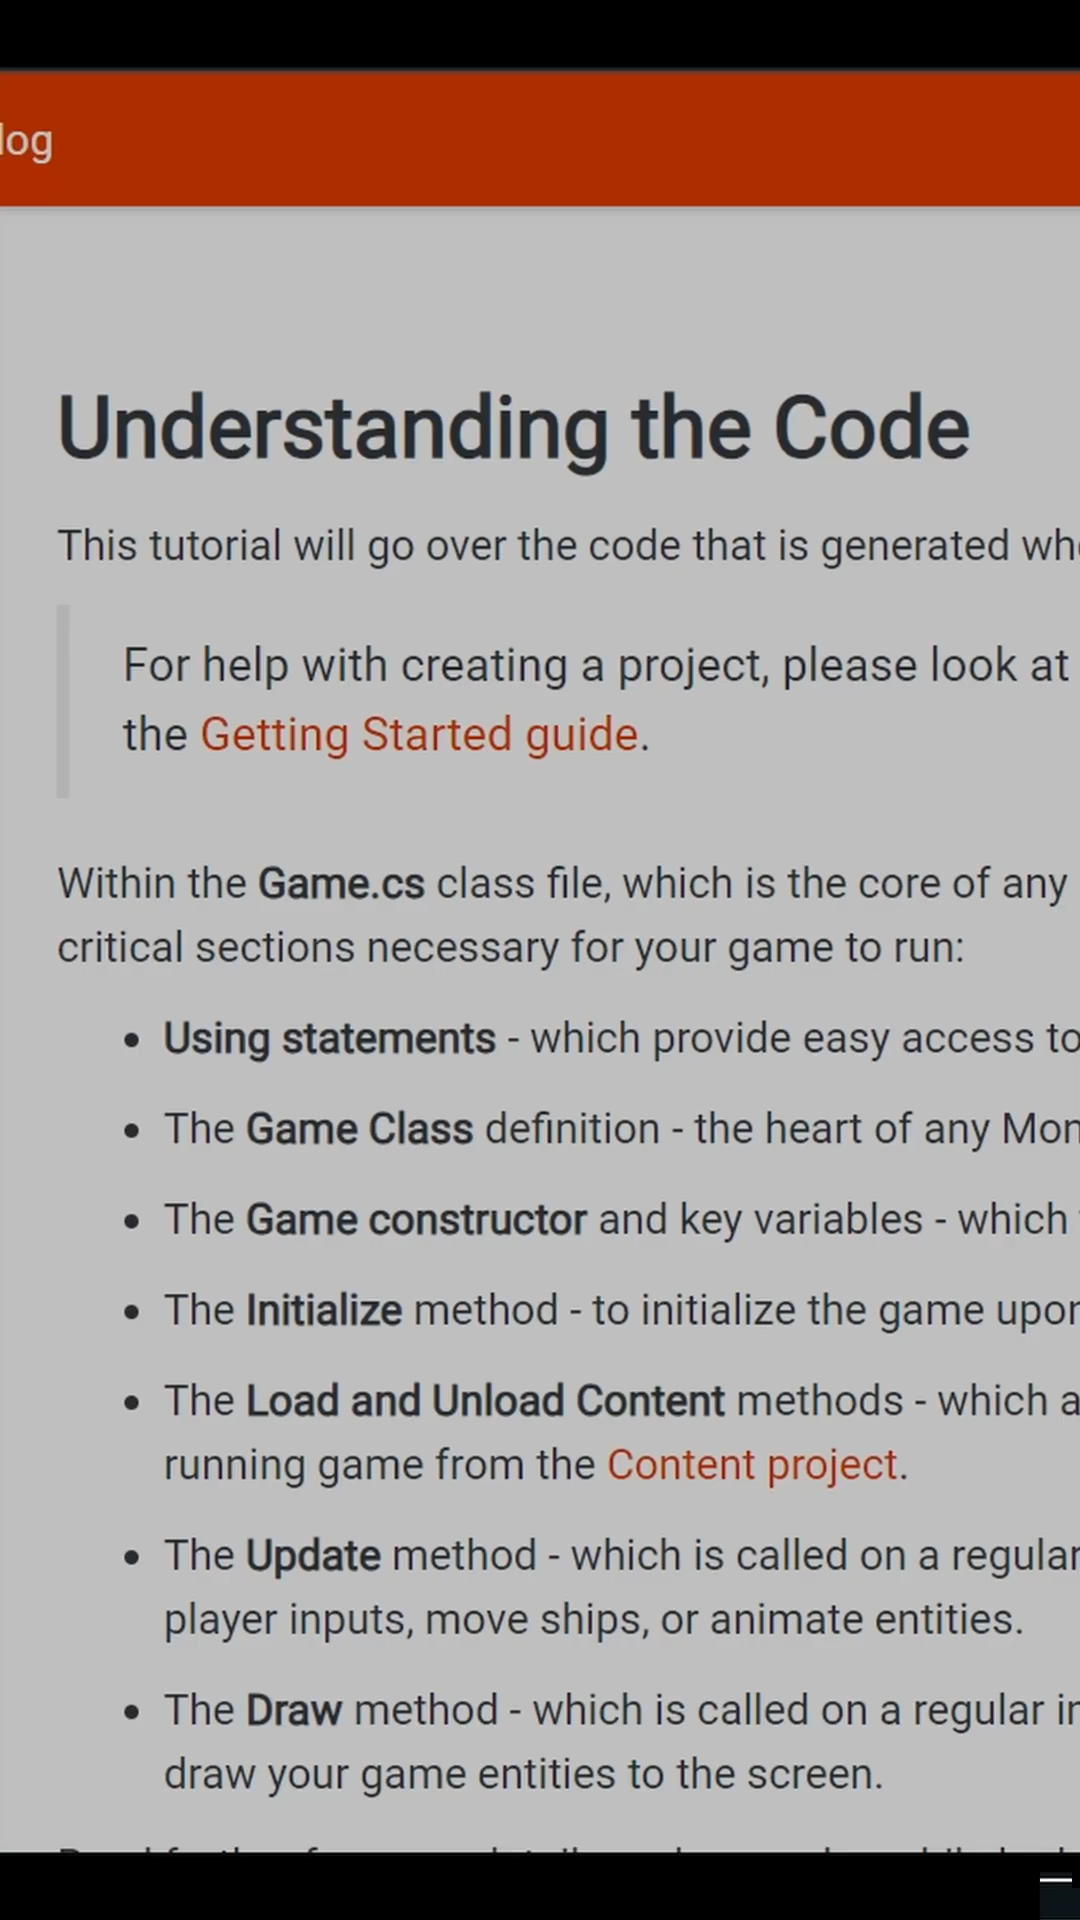 log
Understanding the Code
This tutorial will go over the code that is generated
For help with creating a project, please look at
the Getting Started guide.
Within the Game.cs class file, which is the core of any
critical sections necessary for your game to run:
• Using statements - which provide easy access to
• The Game Class definition - the heart of any Mon
• The Game constructor and key variables - which
• The Initialize method - to initialize the game upon
• The Load and Unload Content methods - which a
running game from the Content project.
• The Update method - which is called on a regular
player inputs, move ships, or animate entities.
• The Draw method - which is called on a regular in
draw your game entities to the screen.